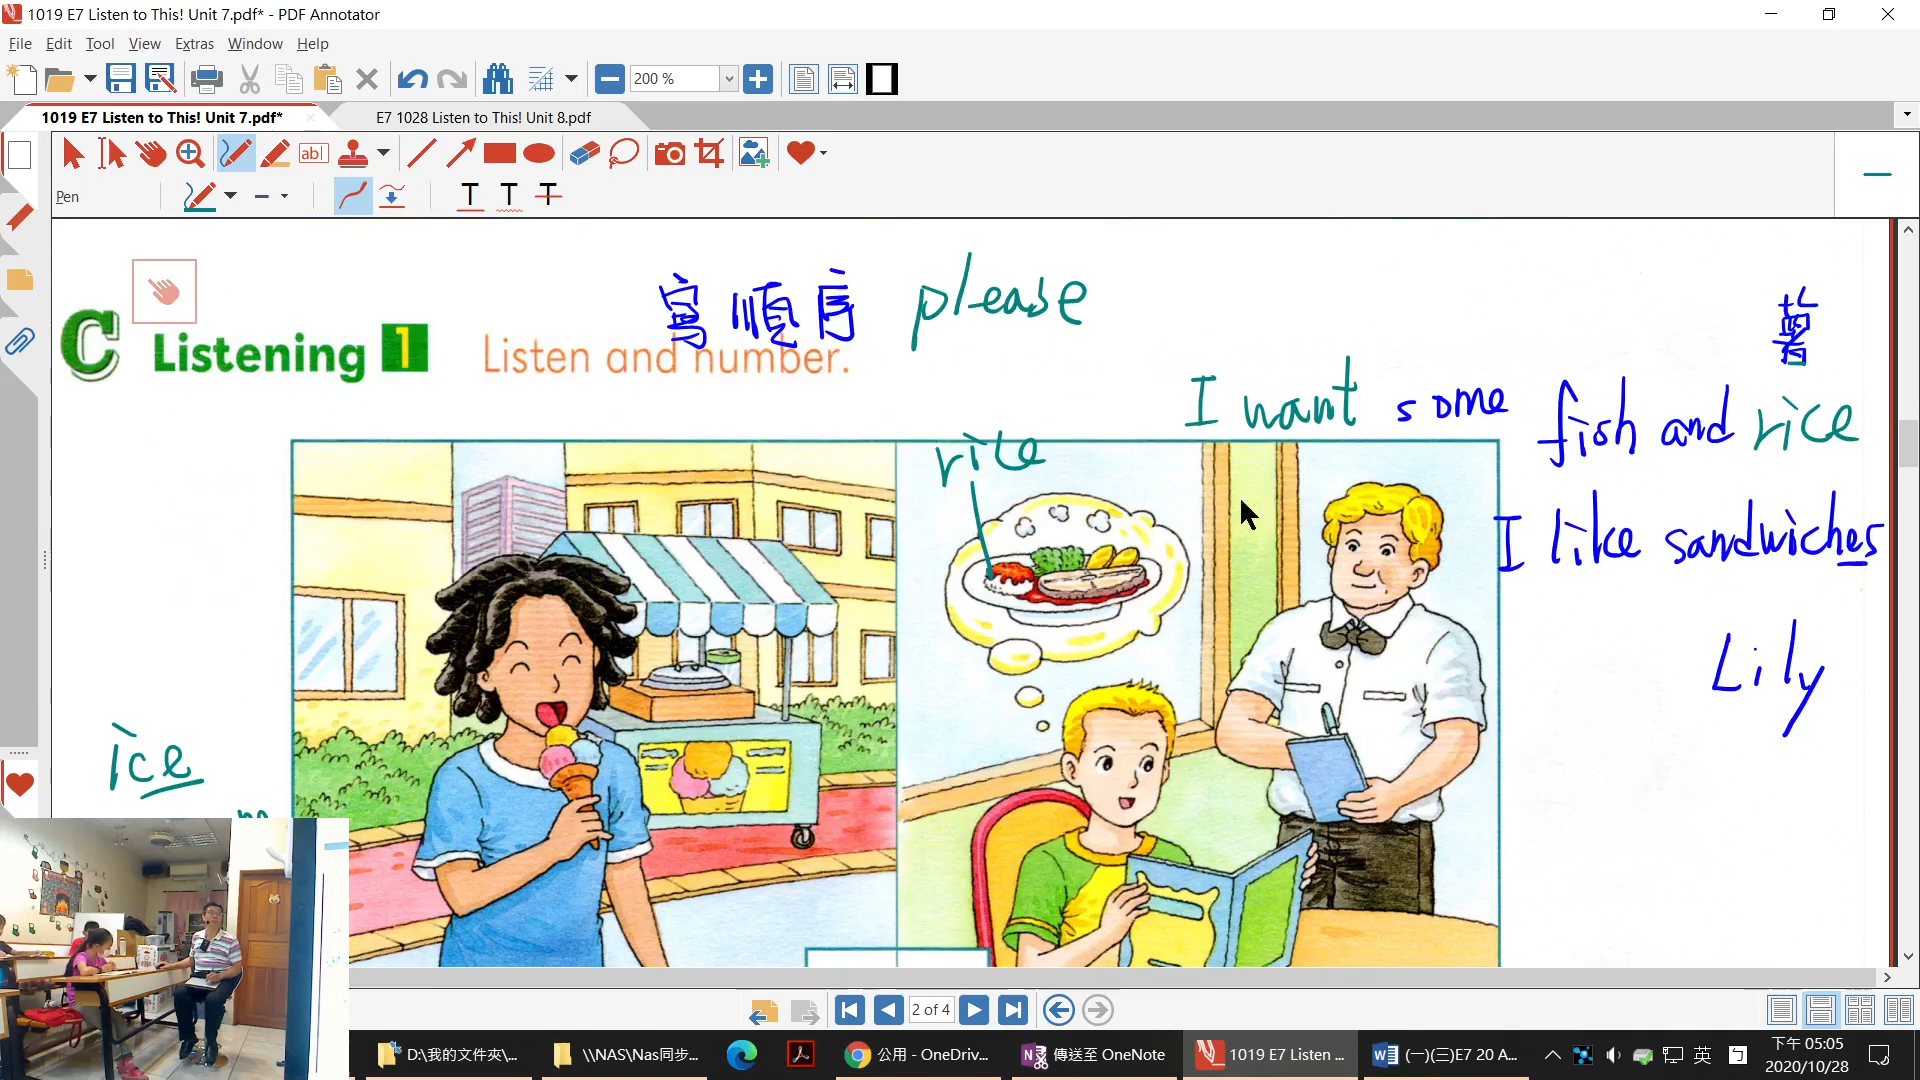 1019 E7 Listen to This! Unit 7.pdf* - PDF Annotator
File Edit Tool View Extras Window Help
200 %
1019 E7 Listen to This! Unit 7.pdf*
E7 1028 Listen to This! Unit 8.pdf
ab
Pen
T T T
寫順序 please
薯
C Listening 1 Listen and number.
I want some fish and rice
rice
I like sandwiches
Lily
ice
2 of 4
D:\我的文件夾\...
\\NAS\Nas同步...
公用 - OneDriv...
傳送至 OneNote
1019 E7 Listen ...
(一)(三)E7 20 A...
英
下午 05:05
2020/10/28